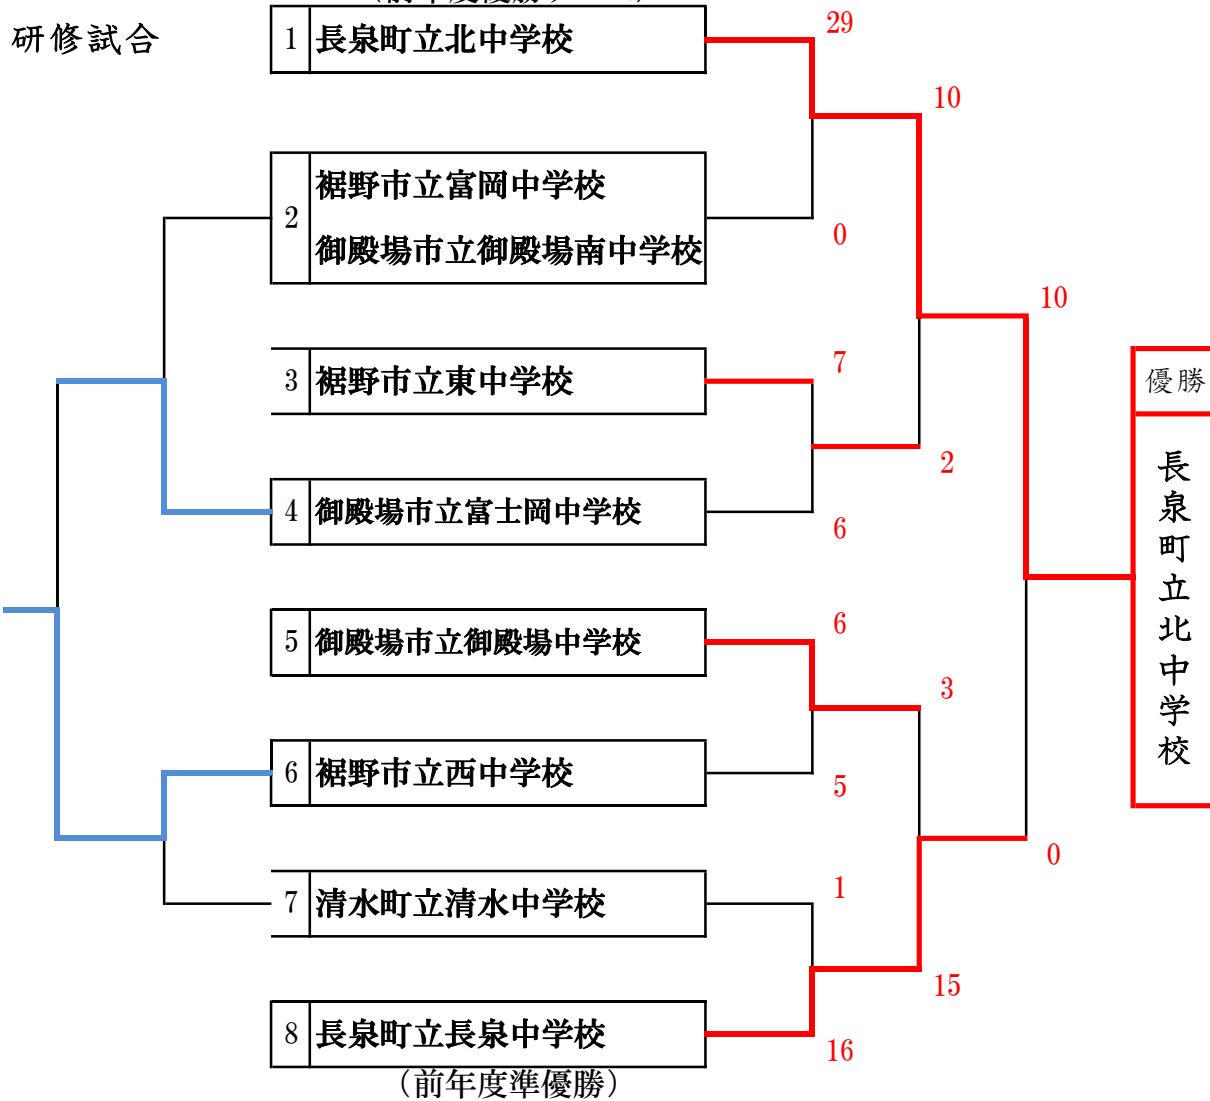 研修試合
1 長泉町立北中学校
29
10
2 裾野市立富岡中学校
御殿場市立御殿場南中学校
0
10
3 裾野市立東中学校
7
2
4 御殿場市立富士岡中学校
6
5 御殿場市立御殿場中学校
6
3
6 裾野市立西中学校
5
0
7 清水町立清水中学校
1
15
8 長泉町立長泉中学校
16
（前年度準優勝）
優勝
長泉町立北中学校